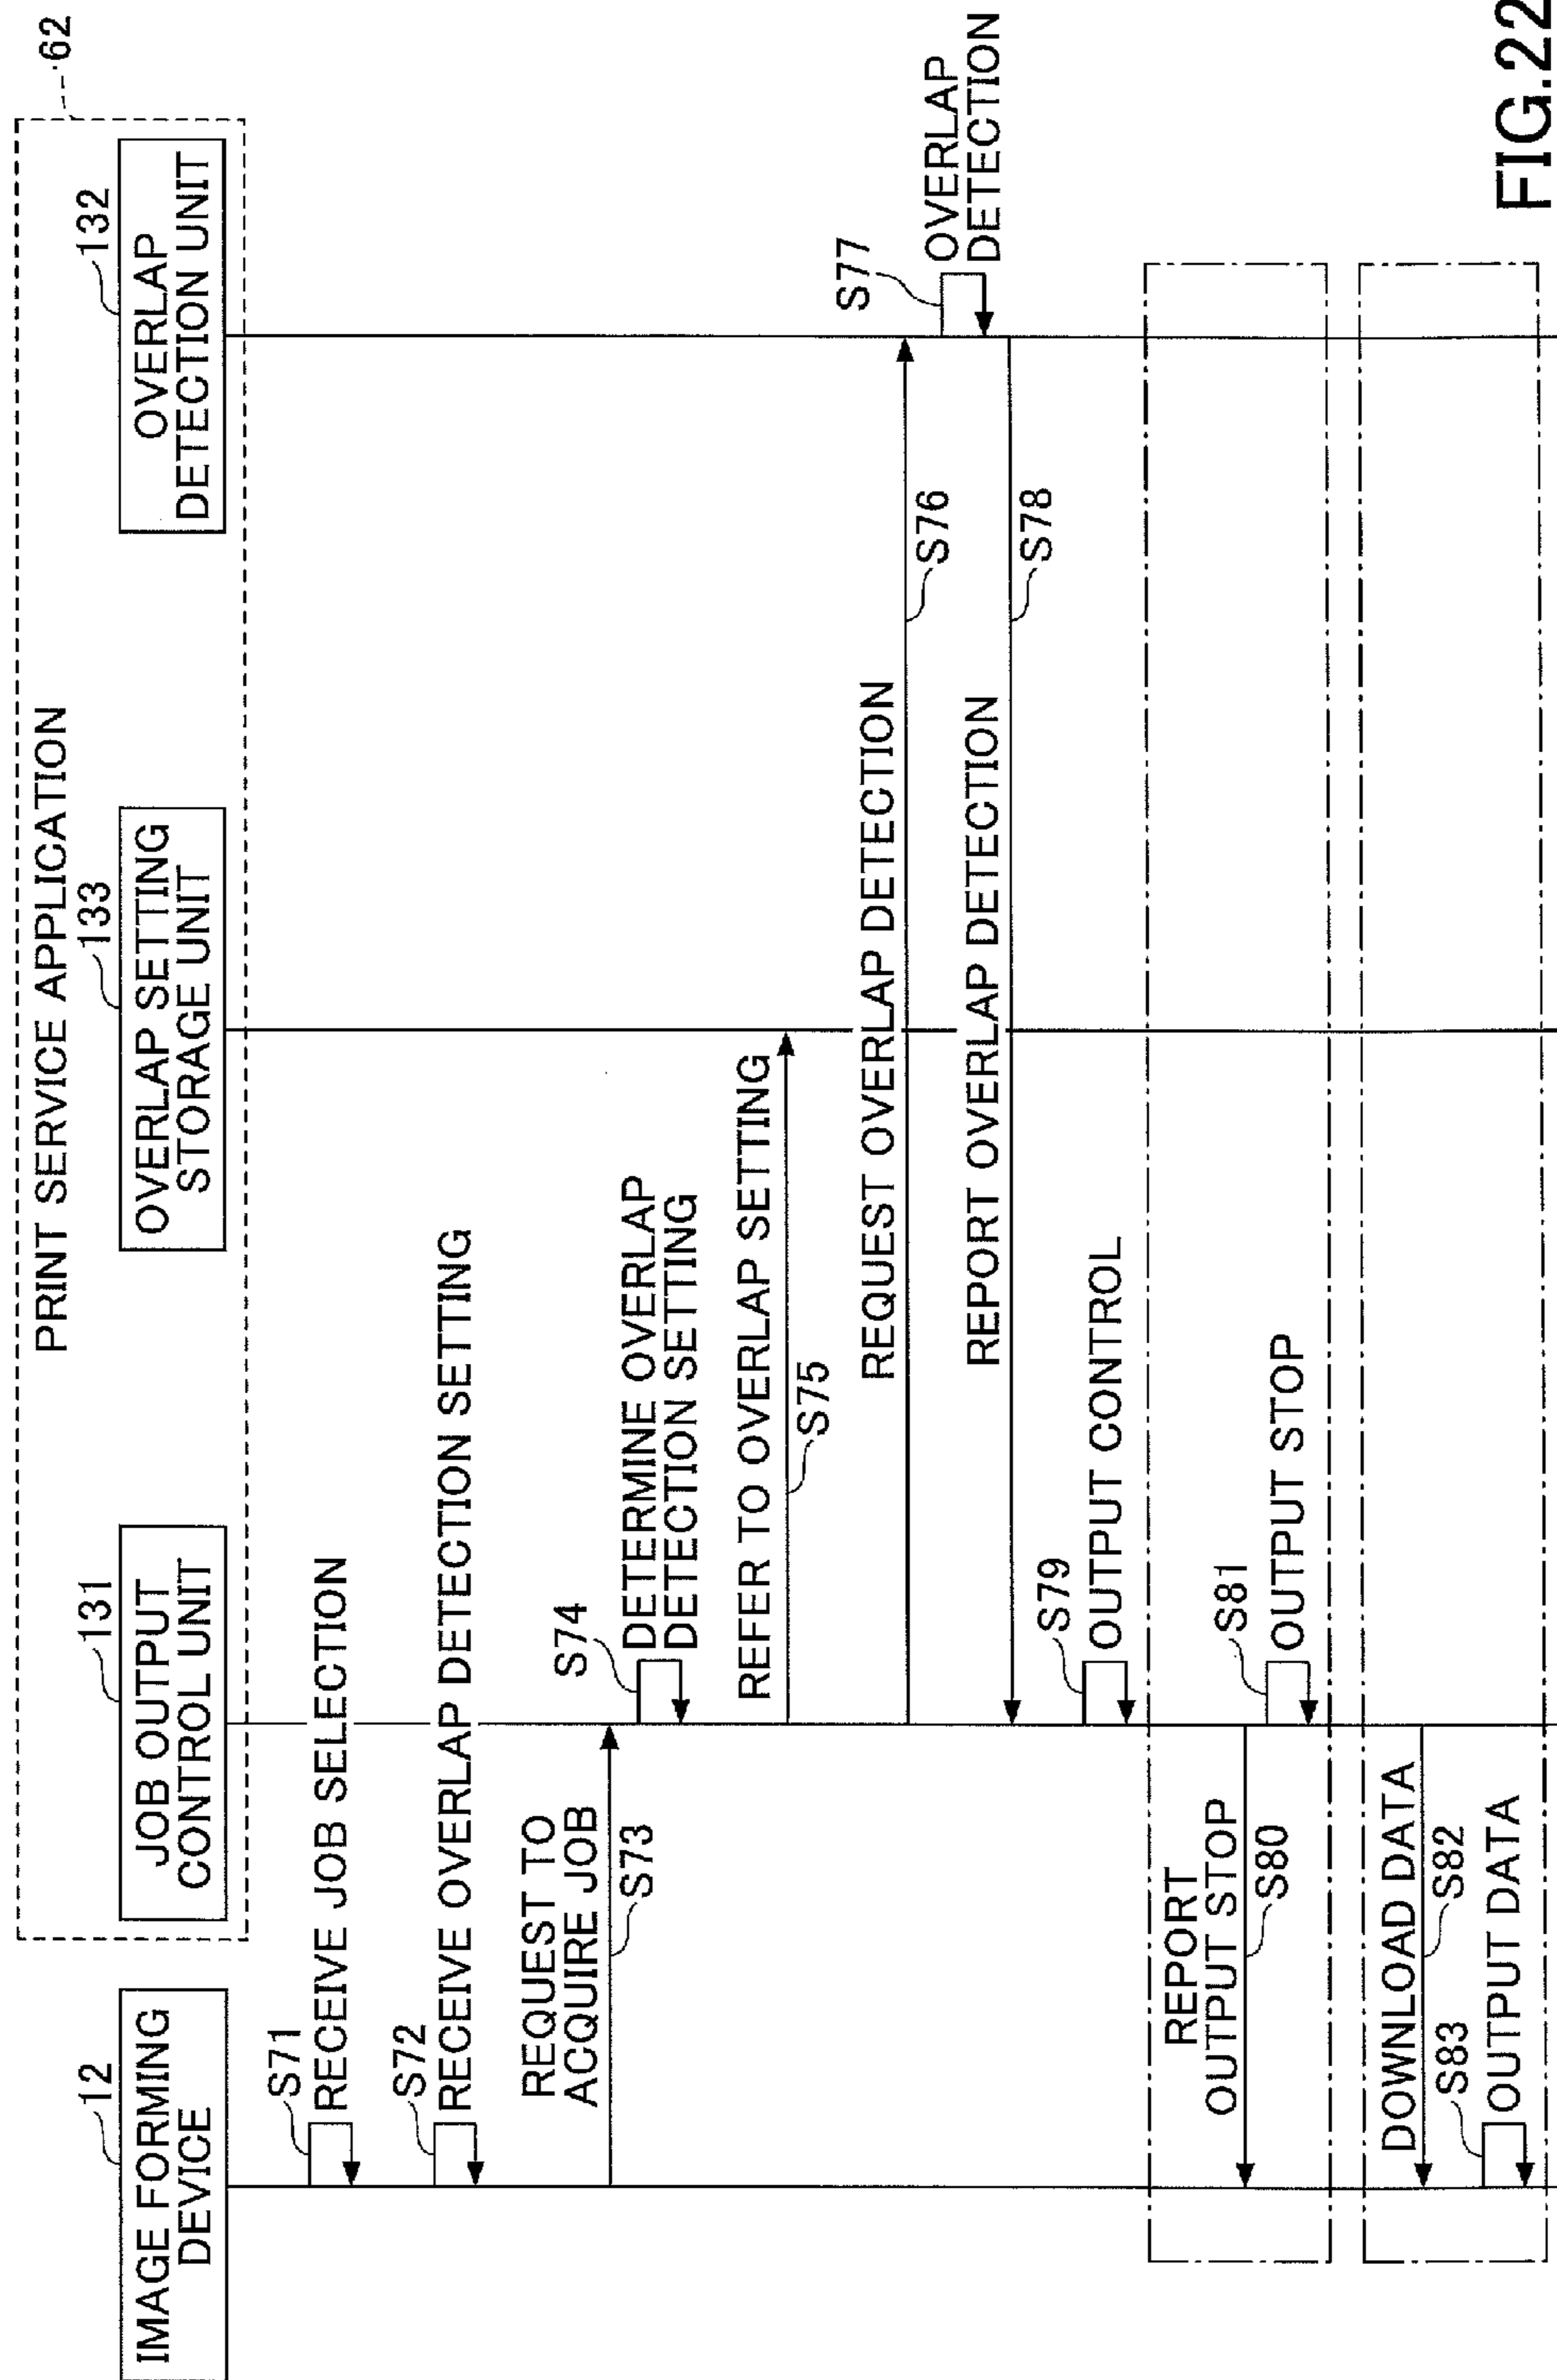 PRINT SERVICE APPLICATION
62
12
IMAGE FORMING
DEVICE
131
JOB OUTPUT
CONTROL UNIT
133
OVERLAP SETTING
STORAGE UNIT
132
OVERLAP
DETECTION UNIT
S71
RECEIVE JOB SELECTION
S72
RECEIVE OVERLAP DETECTION SETTING
REQUEST TO
ACQUIRE JOB
S73
S74
DETERMINE OVERLAP
DETECTION SETTING
REFER TO OVERLAP SETTING
S75
REQUEST OVERLAP DETECTION
S76
S77
OVERLAP
DETECTION
REPORT OVERLAP DETECTION
S78
S79
OUTPUT CONTROL
REPORT
OUTPUT STOP
S80
S81
OUTPUT STOP
DOWNLOAD DATA
S82
S83
OUTPUT DATA
FIG.22